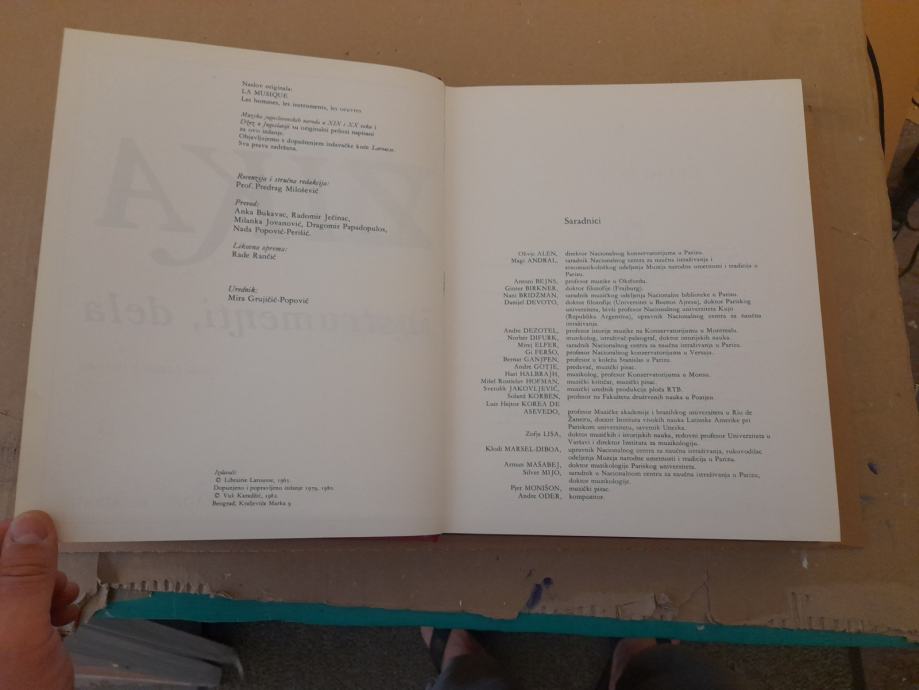 Naslov originala:
LA MUSIQUE
Les hommes, les instruments, les oeuvres
Muzika jugoslovenskih naroda u XIX i XX veku i
Džez u Jugoslaviji su originalni prilozi napisani
za ovo izdanje.
Objavljujemo s dopuštenjem izdavačke kuće Larousse.
Sva prava zadržana.
Recenzija i stručna redakcija:
Prof. Predrag Milošević
Prevod:
Anka Bukavac, Radomir Ječinac,
Milanka Jovanović, Dragomir Papadopulos,
Nada Popović-Perišić.
Likovna oprema:
Rade Rančić
Urednik:
Mira Grujičić-Popović
Izdavači:
© Librairie Larousse, 1965.
Dopunjeno i popravljeno izdanje 1979, 1980.
© Vuk Karadžić, 1982.
Beograd, Kraljevića Marka 9
Saradnici
Olivje ALEN, direktor Nacionalnog konzervatorijuma u Parizu.
Magi ANDRAL, saradnik Nacionalnog centra za naučna istraživanja i
etnomuzikološkog odeljenja Muzeja narodne umetnosti i tradicija u
Parizu.
Antoni BEJNS, profesor muzike u Oksfordu.
Ginter BIRKNER, doktor filozofije (Frajburg).
Nani BRIDŽMAN, saradnik muzičkog odeljenja Nacionalne biblioteke u Parizu.
Danijel DEVOTO, doktor filozofije (Univerzitet u Buenos Ajresu), doktor Pariskog
univerziteta, bivši profesor Nacionalnog univerziteta Kujo
(Republika Argentina), upravnik Nacionalnog centra za naučna
istraživanja.
Andre DEZOTEL, profesor istorije muzike na Konzervatorijumu u Montrealu.
Norber DIFURK, muzikolog, istraživač-paleograf, doktor istorijskih nauka.
Mirej ELFER, saradnik Nacionalnog centra za naučna istraživanja u Parizu.
Gi FERŠO, profesor Nacionalnog konzervatorijuma u Versaju.
Bernar GANJPEN, profesor u koležu Stanislas u Parizu.
Andre GOTJE, predavač, muzički pisac.
Hari HALBRAJH, muzikolog, profesor Konzervatorijuma u Monsu.
Mišel Rostislav HOFMAN, muzički kritičar, muzički pisac.
Svetolik JAKOVLJEVIĆ, muzički urednik produkcije ploča RTB.
Solanž KORBEN, profesor na Fakultetu društvenih nauka u Poatjeu.
Luis Hejtor KOREA DE
ASEVEDO, profesor Muzičke akademije i brazilskog univerziteta u Rio de
Žaneiru, docent Instituta visokih nauka Latinske Amerike pri
Pariskom univerzitetu, savetnik Uneska.
Zofja LISA, doktor muzičkih i istorijskih nauka, redovni profesor Univerziteta u
Varšavi i direktor Instituta za muzikologiju.
Klodi MARSEL-DIBOA, upravnik Nacionalnog centra za naučna istraživanja, rukovodilac
odeljenja Muzeja narodne umetnosti i tradicija u Parizu.
Arman MAŠABEJ, doktor muzikologije Pariskog univerziteta.
Silvet MIJO, saradnik u Nacionalnom centru za naučna istraživanja u Parizu,
doktor muzikologije.
Pjer MONIŠON, muzički pisac.
Andre ODER, kompozitor.